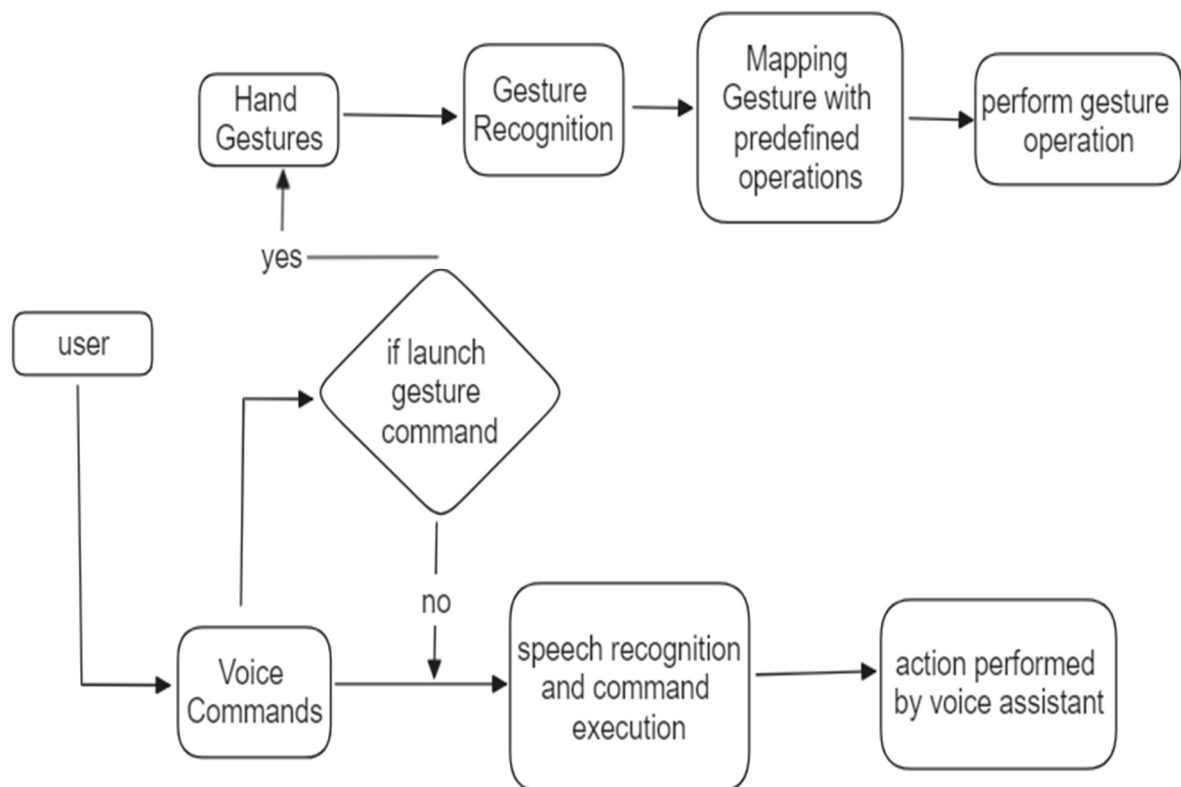 Hand
Gestures
Gesture
Recognition
Mapping
Gesture with
predefined
operations
perform gesture
operation
yes
user
if launch
gesture
command
no
Voice
Commands
speech recognition
and command
execution
action performed
by voice assistant